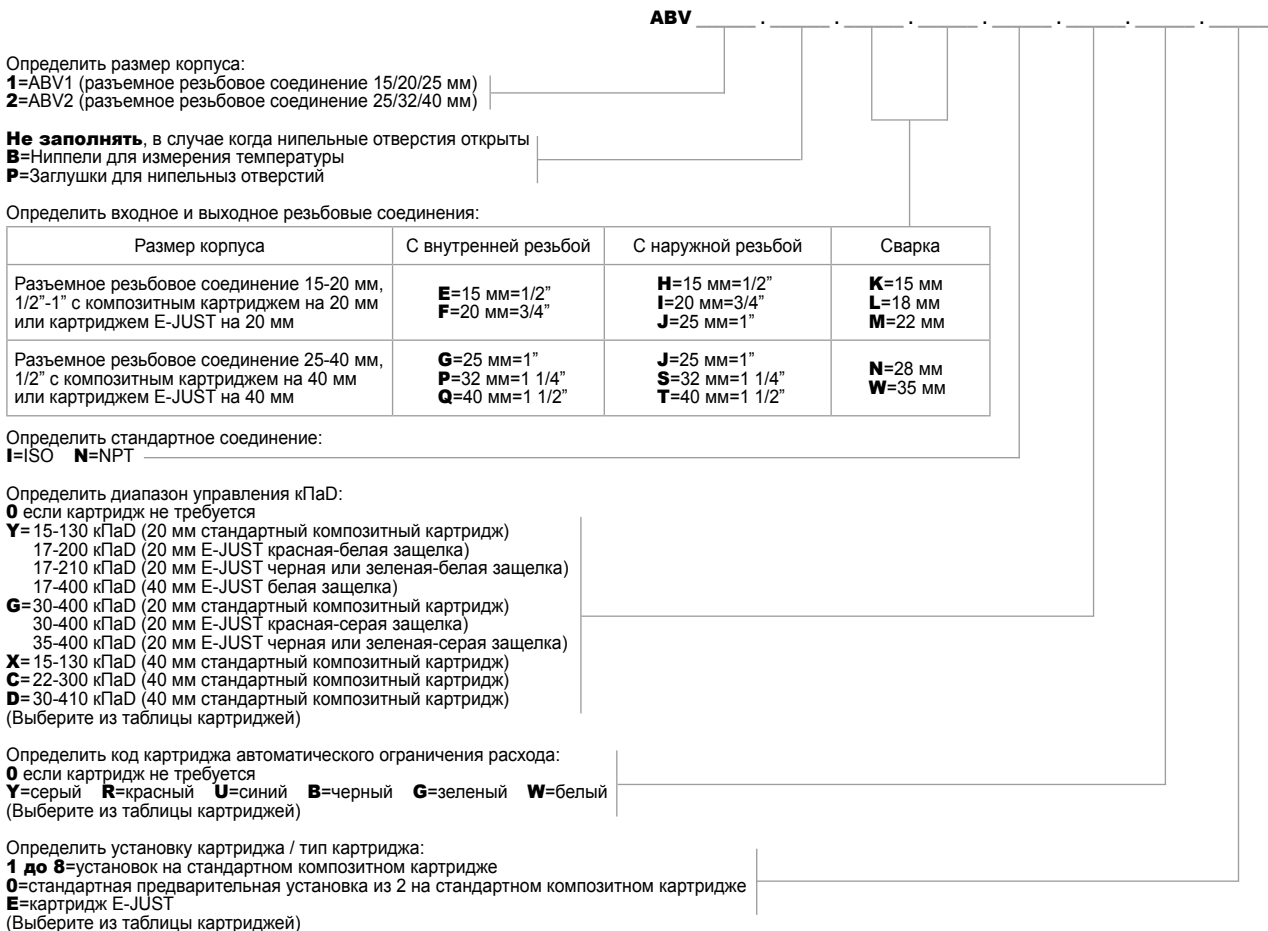 ABV _____ . _____ . _____ . _____ . _____ . _____ . _____ . _____
Определить размер корпуса:
1=ABV1 (разъемное резьбовое соединение 15/20/25 мм)
2=ABV2 (разъемное резьбовое соединение 25/32/40 мм)
Не заполнять, в случае когда нипельные отверстия открыты
B=Ниппели для измерения температуры
P=Заглушки для нипельныз отверстий
Определить входное и выходное резьбовые соединения:
Размер корпуса С внутренней резьбой С наружной резьбой Сварка
Разъемное резьбовое соединение 15-20 мм,
1/2”-1” с композитным картриджем на 20 мм
или картриджем E-JUST на 20 мм
E=15 мм=1/2”
F=20 мм=3/4”
H=15 мм=1/2”
I=20 мм=3/4”
J=25 мм=1”
K=15 мм
L=18 мм
M=22 мм
Разъемное резьбовое соединение 25-40 мм,
1/2” с композитным картриджем на 40 мм
или картриджем E-JUST на 40 мм
G=25 мм=1”
P=32 мм=1 1/4”
Q=40 мм=1 1/2”
J=25 мм=1”
S=32 мм=1 1/4”
T=40 мм=1 1/2”
N=28 мм
W=35 мм
Определить стандартное соединение:
I=ISO N=NPT
Определить диапазон управления кПаD:
0 если картридж не требуется
Y=15-130 кПаD (20 мм стандартный композитный картридж)
17-200 кПаD (20 мм E-JUST красная-белая защелка)
17-210 кПаD (20 мм E-JUST черная или зеленая-белая защелка)
17-400 кПаD (40 мм E-JUST белая защелка)
G=30-400 кПаD (20 мм стандартный композитный картридж)
30-400 кПаD (20 мм E-JUST красная-серая защелка)
35-400 кПаD (20 мм E-JUST черная или зеленая-серая защелка)
X=15-130 кПаD (40 мм стандартный композитный картридж)
C=22-300 кПаD (40 мм стандартный композитный картридж)
D=30-410 кПаD (40 мм стандартный композитный картридж)
(Выберите из таблицы картриджей)
Определить код картриджа автоматического ограничения расхода:
0 если картридж не требуется
Y=серый R=красный U=синий B=черный G=зеленый W=белый
(Выберите из таблицы картриджей)
Определить установку картриджа / тип картриджа:
1 до 8=установок на стандартном композитном картридже
0=стандартная предварительная установка из 2 на стандартном композитном картридже
E=картридж E-JUST
(Выберите из таблицы картриджей)